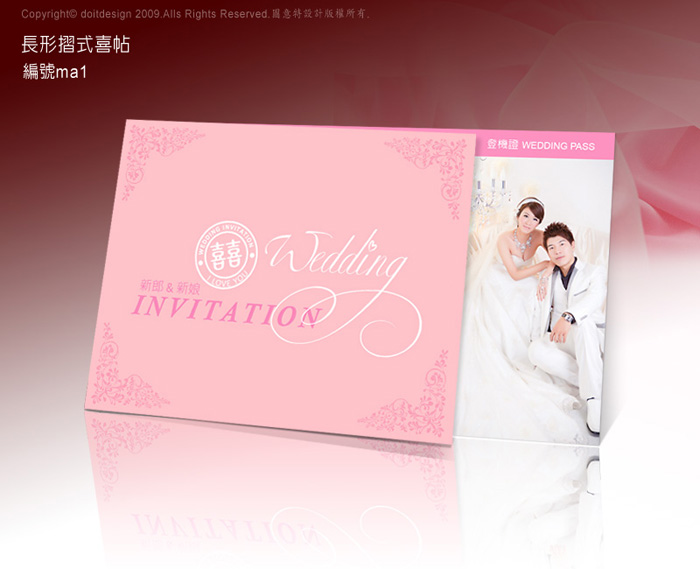 Copyright© doitdesign 2009.Alls Rights Reserved.圖意特設計版權所有.
長形摺式喜帖
編號ma1
登機證 WEDDING PASS
WEDDING INVITATION
囍
I LOVE YOU
Wedding
新郎 & 新娘
INVITATION